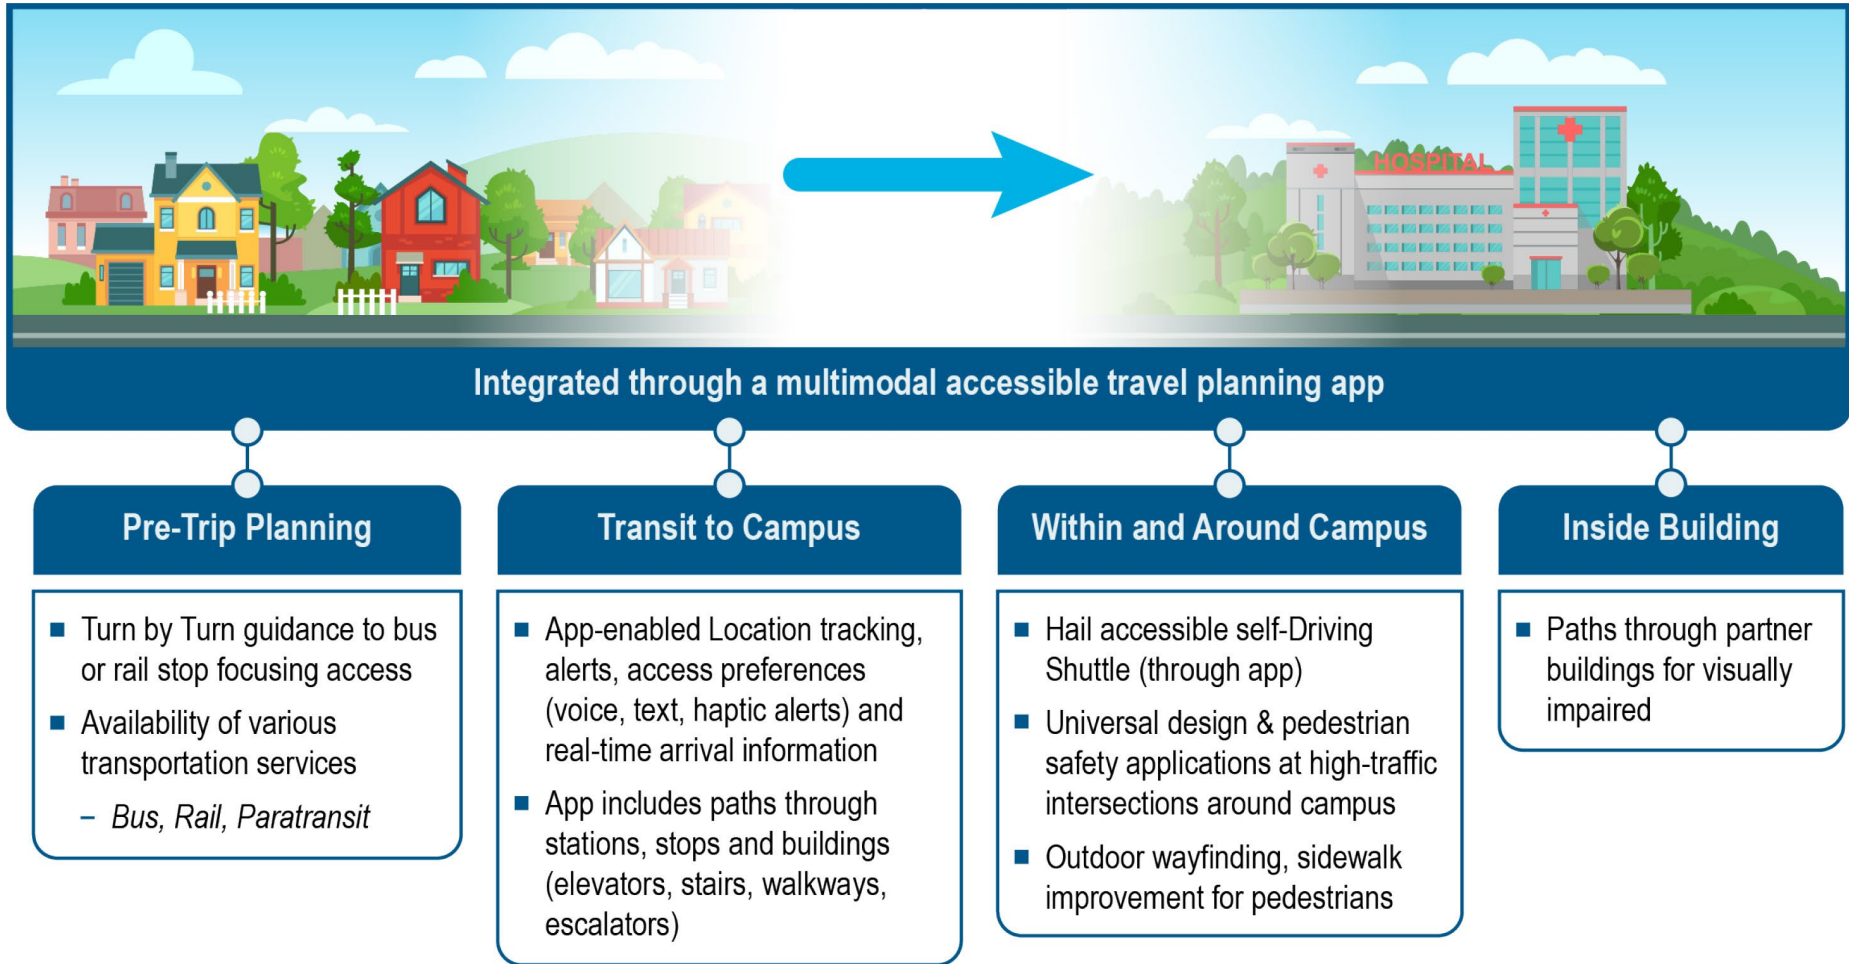 HOSPITAL
Integrated through a multimodal accessible travel planning app
Pre-Trip Planning
■ Turn by Turn guidance to bus
or rail stop focusing access
■ Availability of various
transportation services
– Bus, Rail, Paratransit
Transit to Campus
■ App-enabled Location tracking,
alerts, access preferences
(voice, text, haptic alerts) and
real-time arrival information
■ App includes paths through
stations, stops and buildings
(elevators, stairs, walkways,
escalators)
Within and Around Campus
■ Hail accessible self-Driving
Shuttle (through app)
■ Universal design & pedestrian
safety applications at high-traffic
intersections around campus
■ Outdoor wayfinding, sidewalk
improvement for pedestrians
Inside Building
■ Paths through partner
buildings for visually
impaired